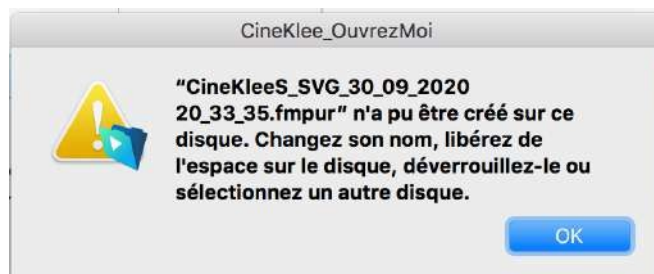 CineKlee_OuvrezMoi
“CineKleeS_SVG_30_09_2020
20_33_35.fmpur” n'a pu être créé sur ce
disque. Changez son nom, libérez de
l'espace sur le disque, déverrouillez-le ou
sélectionnez un autre disque.
OK